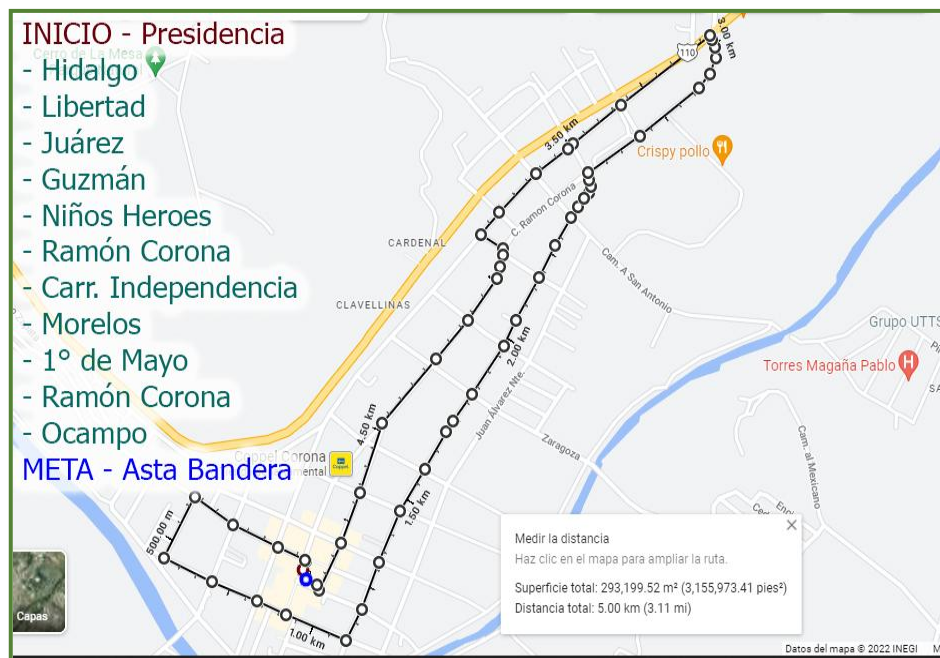 INICIO - Presidencia
Cerro de La Mesa
- Hidalgo
- Libertad
- Juárez
- Guzmán
- Niños Heroes
- Ramón Corona
- Carr. Independencia
- Morelos
- 1° de Mayo
- Ramón Corona
- Ocampo
META - Asta Bandera
110
3.00 km
3.50 km
Crispy pollo
C. Ramon Corona
CARDENAL
Cam. A San Antonio
CLAVELLINAS
Grupo UTTS
2.00 km
Torres Magaña Pablo
H
Juan Álvarez Nte.
4.50 km
Zaragoza
Cam. al Mexicano
Coppel Corona
mental
Coppel
1.50 km
500.00 m
1.00 km
Capas
Medir la distancia
Haz clic en el mapa para ampliar la ruta.
Superficie total: 293,199.52 m² (3,155,973.41 pies²)
Distancia total: 5.00 km (3.11 mi)
Datos del mapa © 2022 INEGI